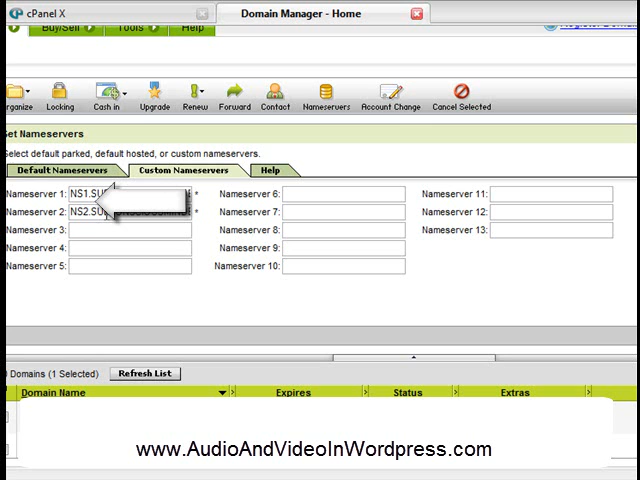 cPanel X
Domain Manager - Home
Buy/Sell Tools Help
Locking Cash in Upgrade Renew Forward Contact Nameservers Account Change Cancel Selected
Set Nameservers
Select default parked, default hosted, or custom nameservers.
Default Nameservers Custom Nameservers Help
Nameserver 1: * Nameserver 6: Nameserver 11:
Nameserver 2: * Nameserver 7: Nameserver 12:
Nameserver 3: Nameserver 8: Nameserver 13:
Nameserver 4: Nameserver 9:
Nameserver 5: Nameserver 10:
Domains (1 Selected) Refresh List
Domain Name Expires Status Extras
www.AudioAndVideoInWordpress.com